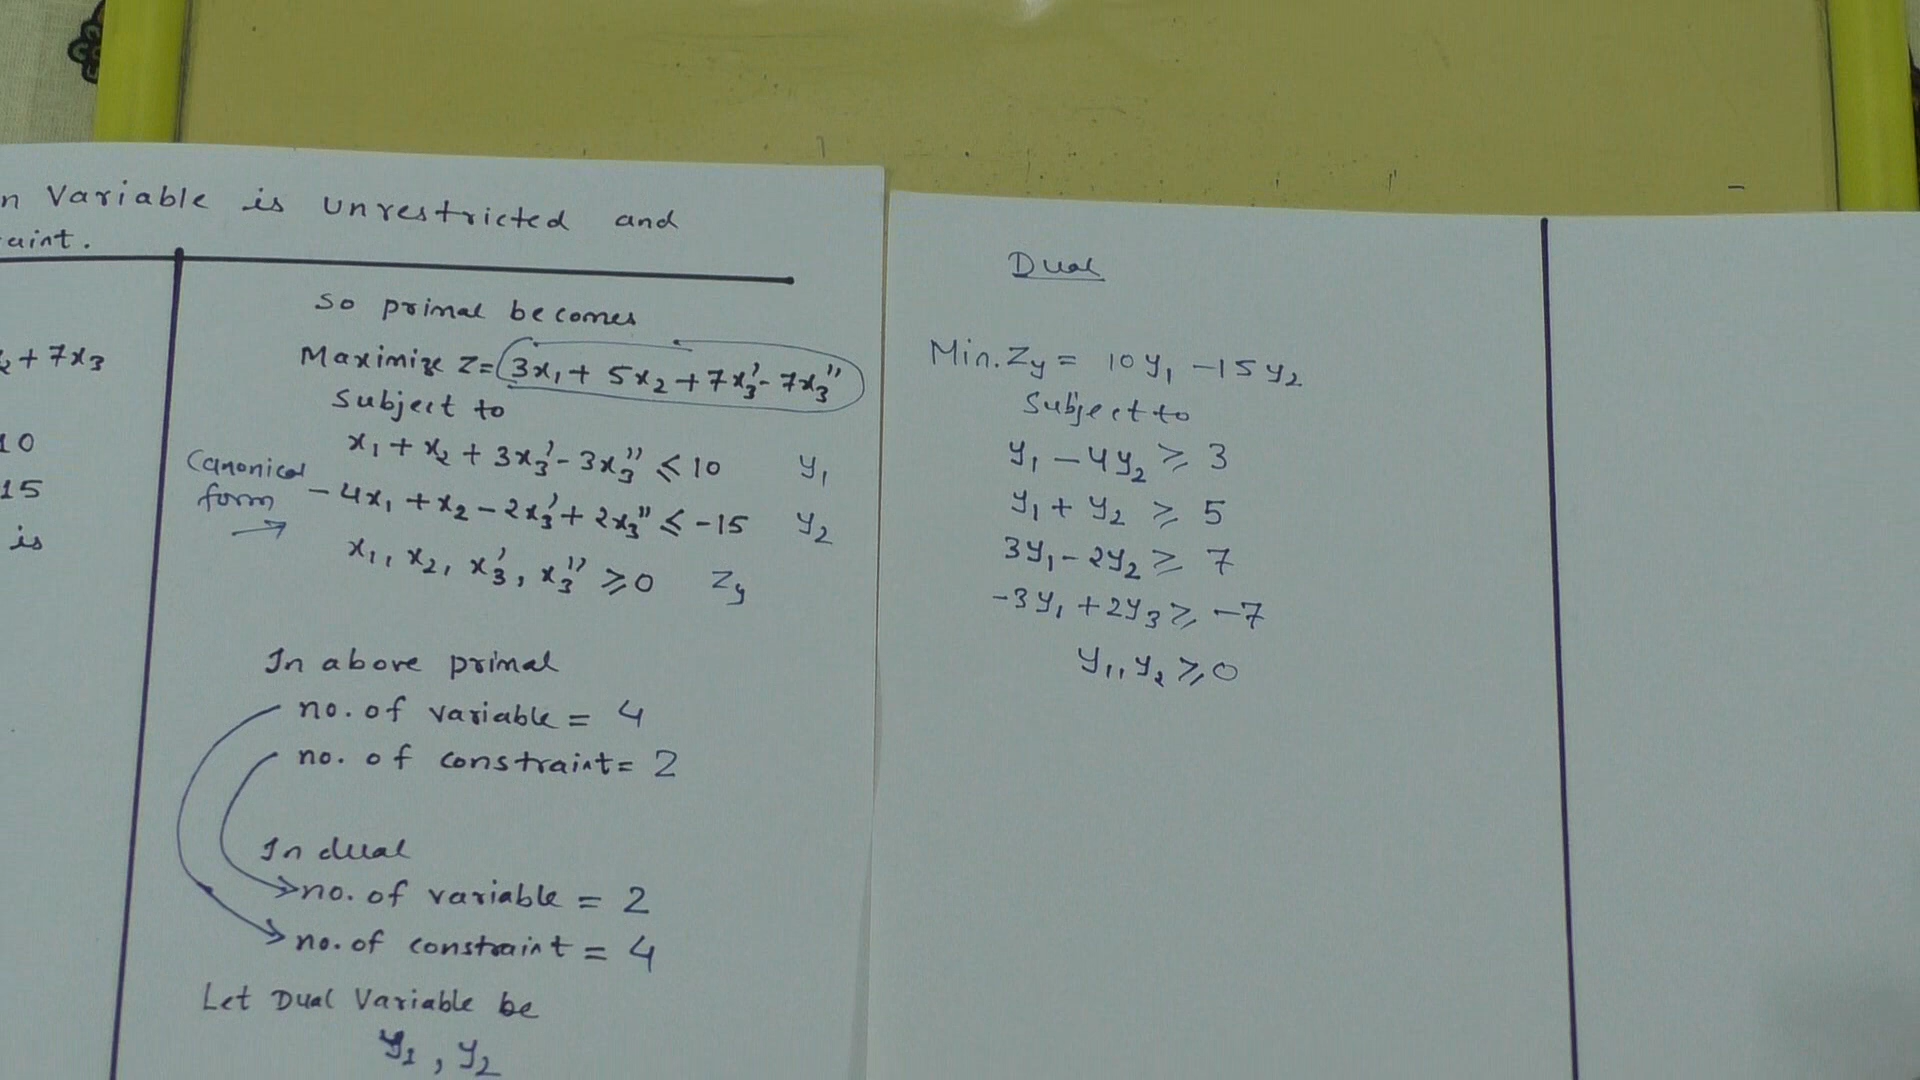 n Variable is unrestricted and
aint.
+ 7x₃
10
15
is
So primal becomes
Maximize Z = 3x₁ + 5x₂ + 7x₃' - 7x₃''
Subject to
x₁ + x₂ + 3x₃' - 3x₃'' ≤ 10 y₁
Canonical form → - 4x₁ + x₂ - 2x₃' + 2x₃'' ≤ -15 y₂
x₁, x₂, x₃', x₃'' ≥ 0 Zy
In above primal
no. of variable = 4
no. of constraint = 2
In dual
no. of variable = 2
no. of constraint = 4
Let Dual Variable be
y₁, y₂
Dual
Min. Zy = 10y₁ - 15y₂
Subject to
y₁ - 4y₂ ≥ 3
y₁ + y₂ ≥ 5
3y₁ - 2y₂ ≥ 7
-3y₁ + 2y₃ ≥ -7
y₁, y₂ ≥ 0